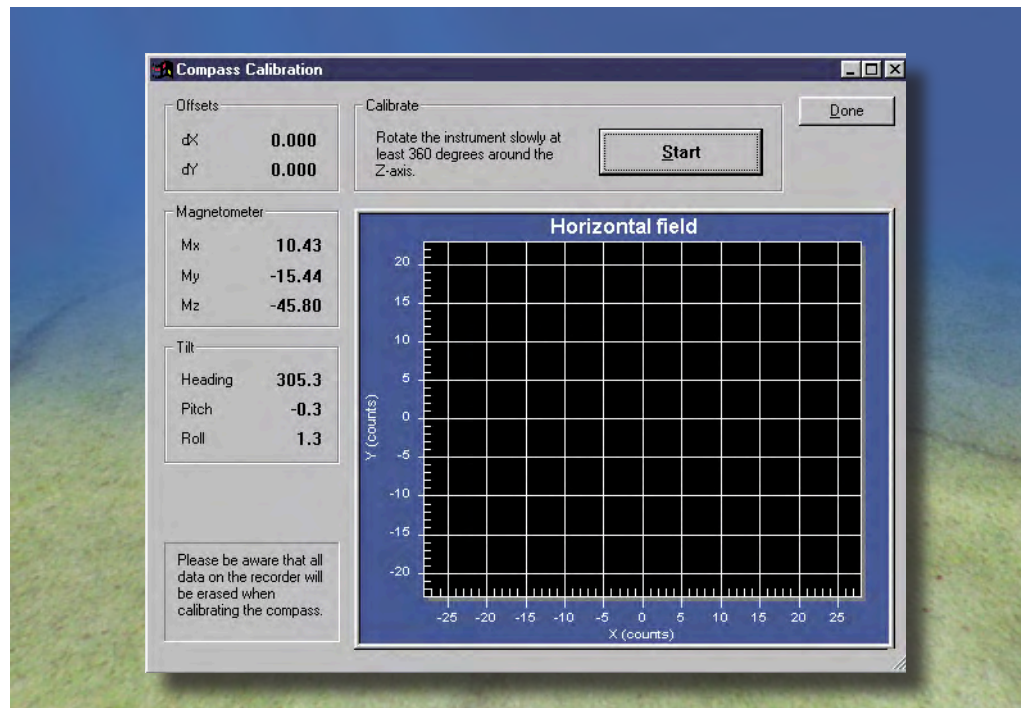 Compass Calibration
Offsets
dX 0.000
dY 0.000
Calibrate
Rotate the instrument slowly at
least 360 degrees around the
Z-axis.
Start
Done
Magnetometer
Mx 10.43
My -15.44
Mz -45.80
Tilt
Heading 305.3
Pitch -0.3
Roll 1.3
Please be aware that all
data on the recorder will
be erased when
calibrating the compass.
Horizontal field
Y (counts)
20
15
10
5
0
-5
-10
-15
-20
-25 -20 -15 -10 -5 0 5 10 15 20 25
X (counts)